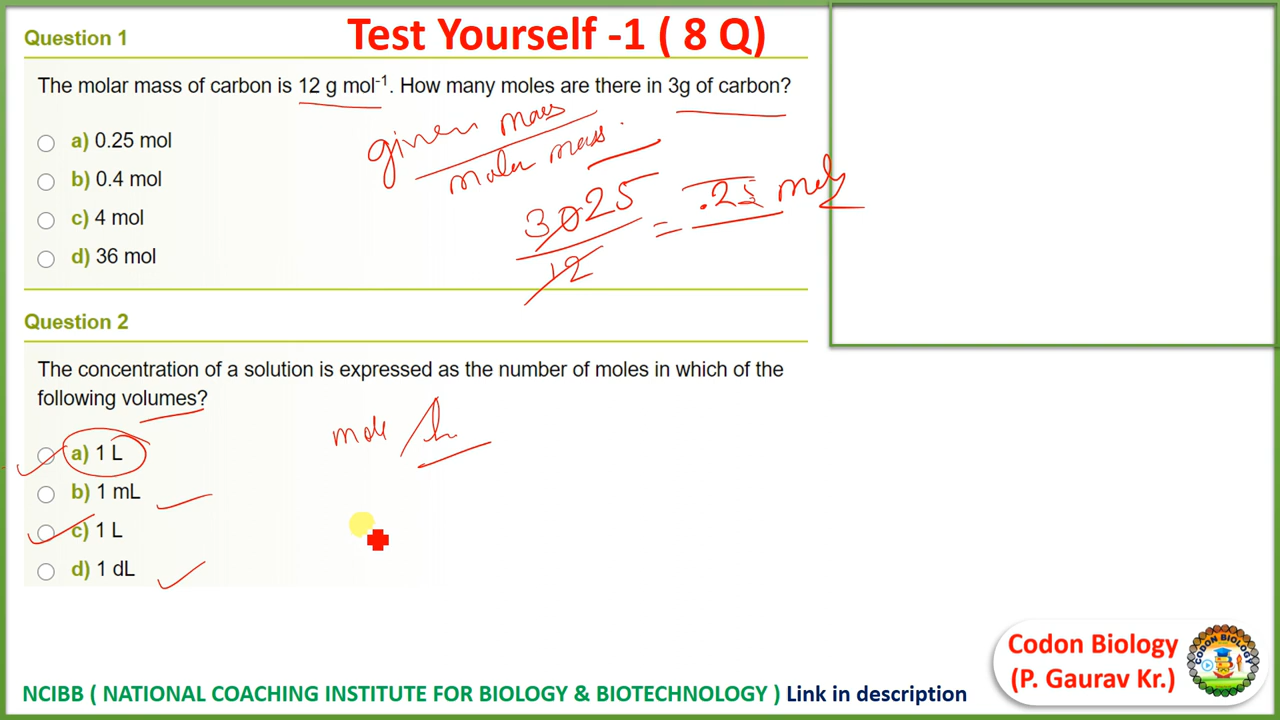 Test Yourself -1 ( 8 Q)
Question 1
The molar mass of carbon is 12 g mol⁻¹. How many moles are there in 3g of carbon?
a) 0.25 mol
b) 0.4 mol
c) 4 mol
d) 36 mol
given mass
molar mass.
3025
12
= .25 mol
Question 2
The concentration of a solution is expressed as the number of moles in which of the
following volumes?
mole / L
a) 1 L
b) 1 mL
c) 1 L
d) 1 dL
Codon Biology
(P. Gaurav Kr.)
CODON BIOLOGY
NCIBB ( NATIONAL COACHING INSTITUTE FOR BIOLOGY & BIOTECHNOLOGY ) Link in description